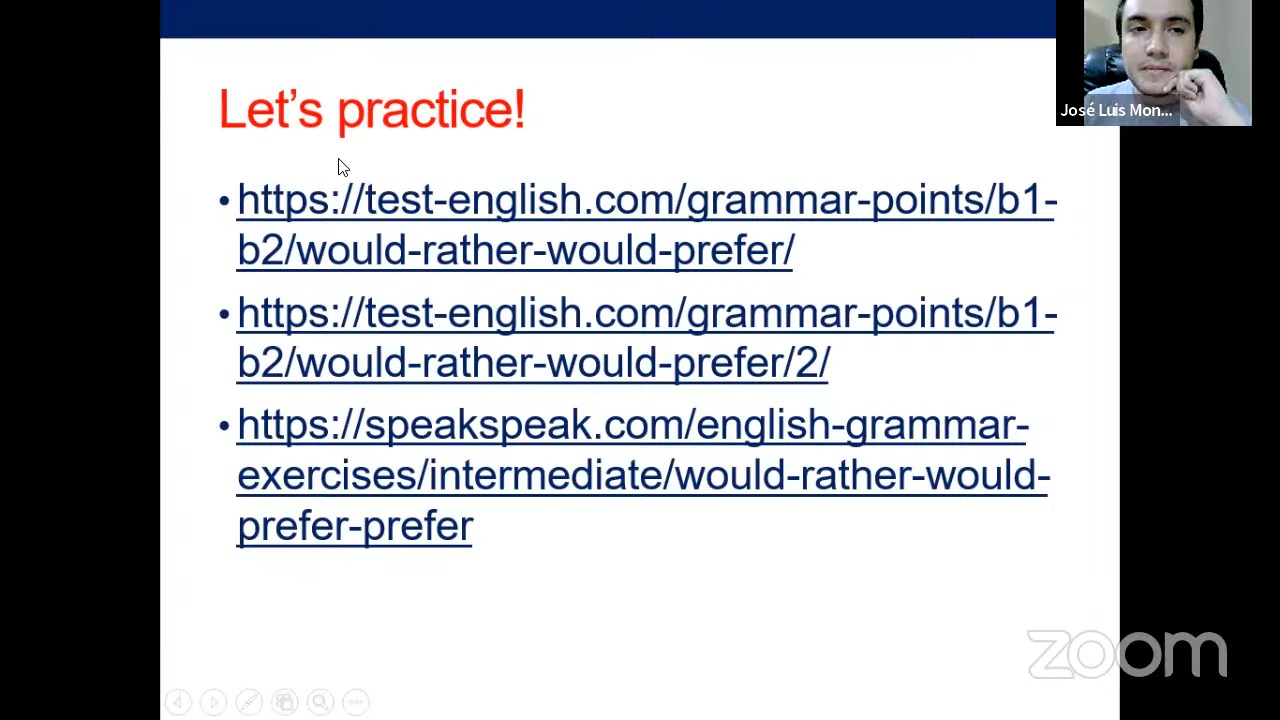 Let's practice!
José Luis Mon...
• https://test-english.com/grammar-points/b1-
b2/would-rather-would-prefer/
• https://test-english.com/grammar-points/b1-
b2/would-rather-would-prefer/2/
• https://speakspeak.com/english-grammar-
exercises/intermediate/would-rather-would-
prefer-prefer
zoom